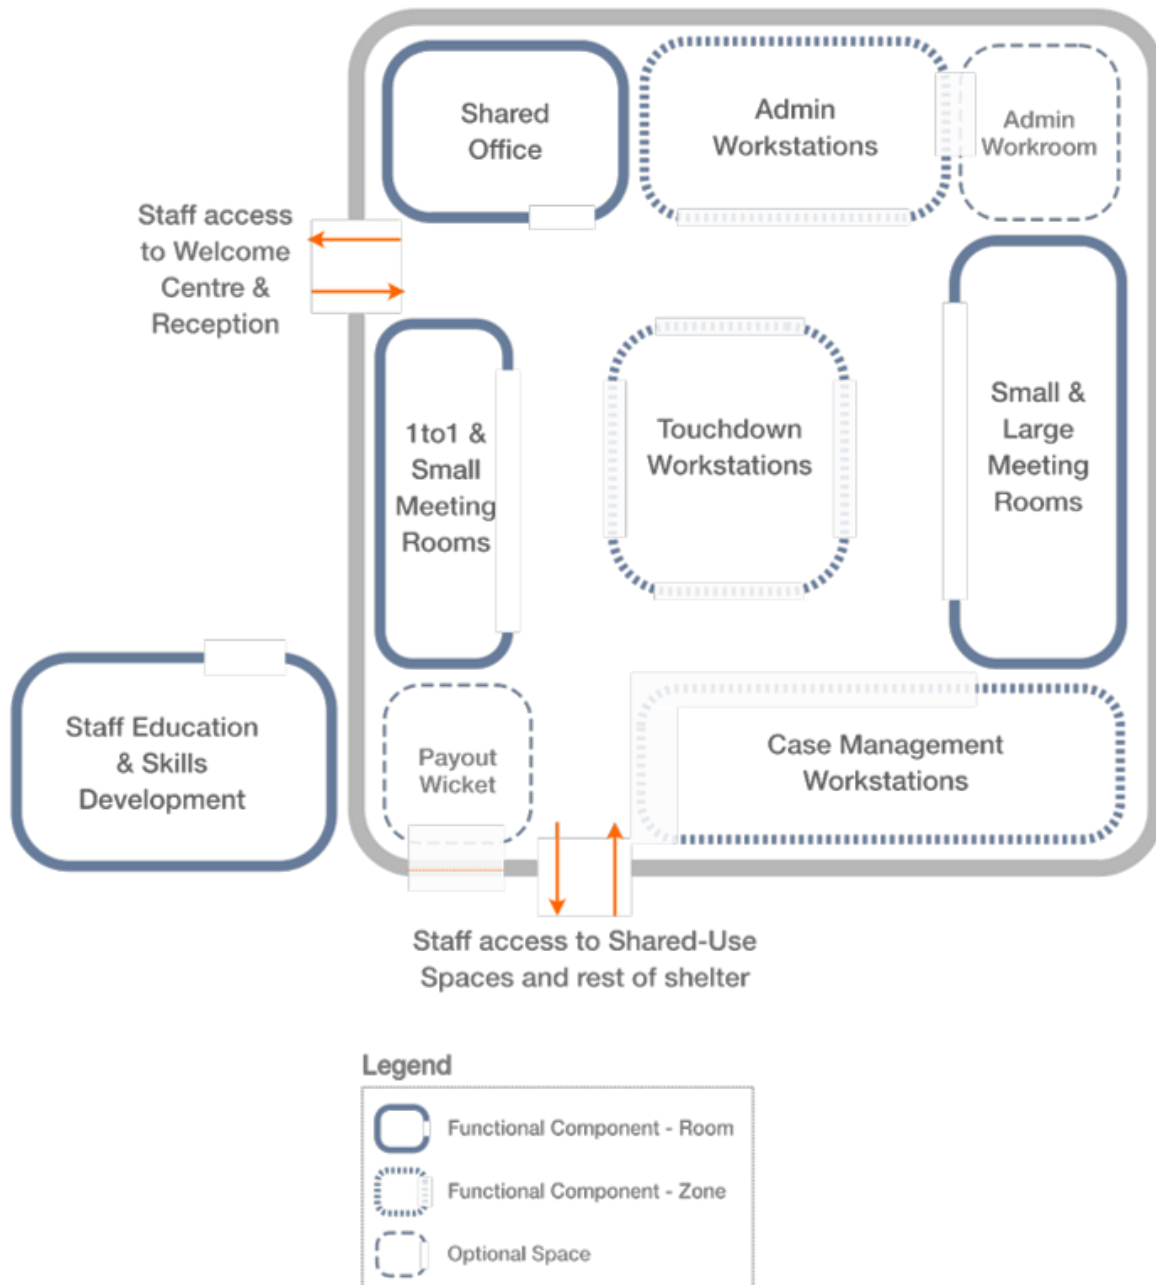 Shared
Office
Admin
Workstations
Admin
Workroom
Staff access
to Welcome
Centre &
Reception
1to1 &
Small
Meeting
Rooms
Touchdown
Workstations
Small &
Large
Meeting
Rooms
Staff Education
& Skills
Development
Payout
Wicket
Case Management
Workstations
Staff access to Shared-Use
Spaces and rest of shelter
Legend
Functional Component - Room
Functional Component - Zone
Optional Space